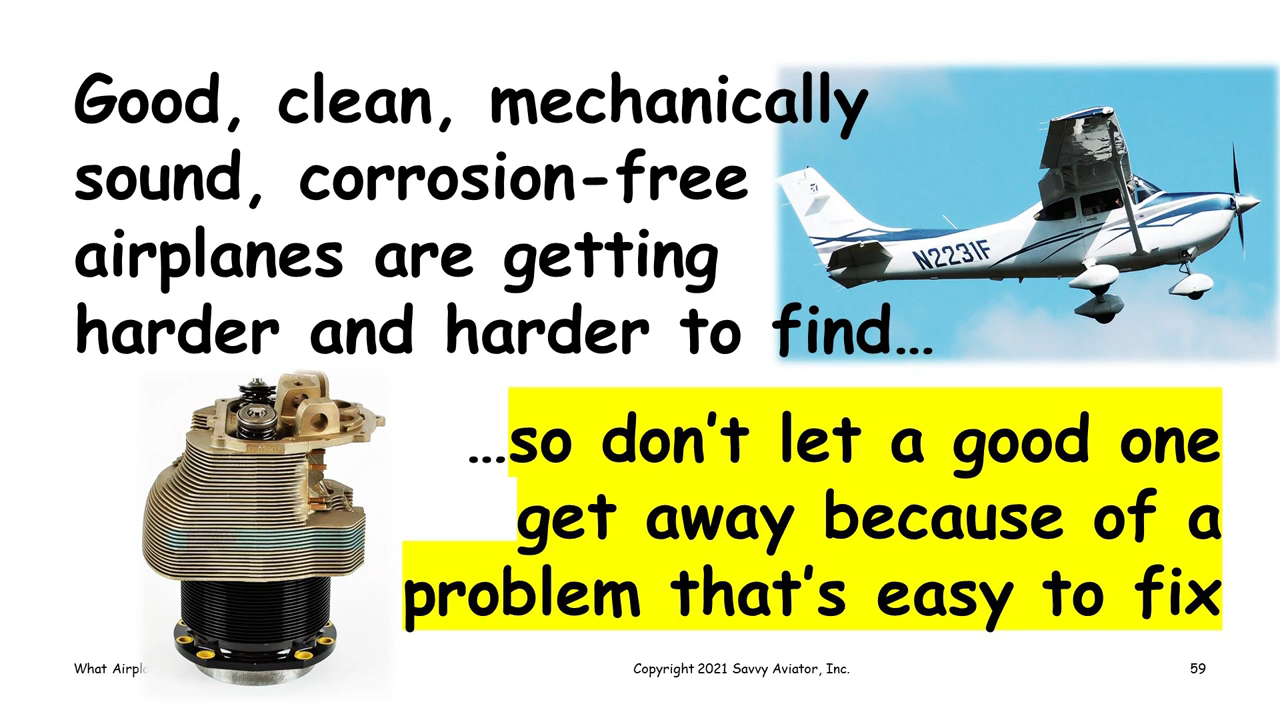 Good, clean, mechanically
sound, corrosion-free
airplanes are getting
harder and harder to find…
N2231F
…so don’t let a good one
get away because of a
problem that’s easy to fix
What
Copyright 2021 Savvy Aviator, Inc.
59